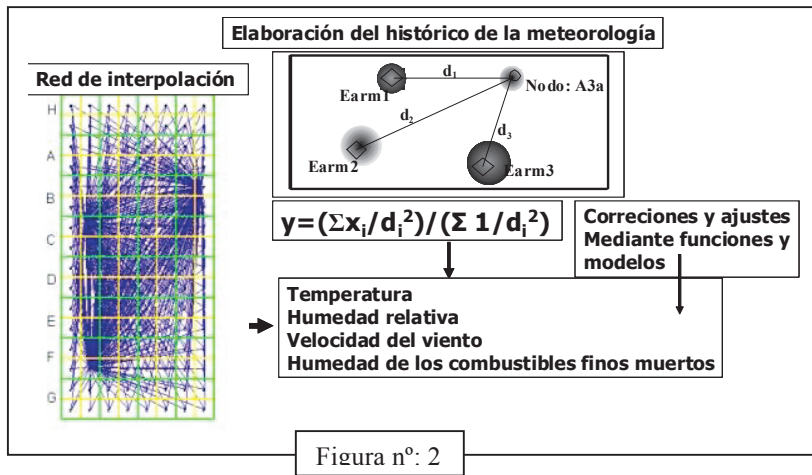 Elaboración del histórico de la meteorología
Red de interpolación
H
A
B
C
D
E
F
G
Earm1
d1
Nodo: A3a
d2
d3
Earm2
Earm3
y=(Σxi/di²)/(Σ 1/di²)
Correciones y ajustes
Mediante funciones y
modelos
Temperatura
Humedad relativa
Velocidad del viento
Humedad de los combustibles finos muertos
Figura nº: 2